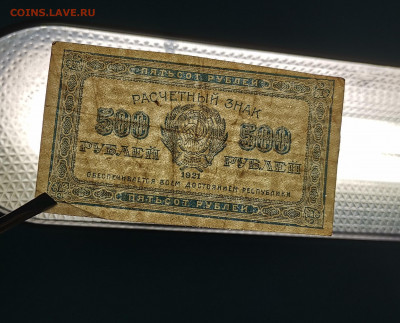 COINS.LAVE.RU
ПЯТЬСОТ РУБЛЕЙ
РАСЧЕТНЫЙ ЗНАК
500 500
РУБЛЕЙ РУБЛЕЙ
1921
ОБЕСПЕЧИВАЕТСЯ ВСЕМ ДОСТОЯНИЕМ РЕСПУБЛИКИ
ПЯТЬСОТ РУБЛЕЙ